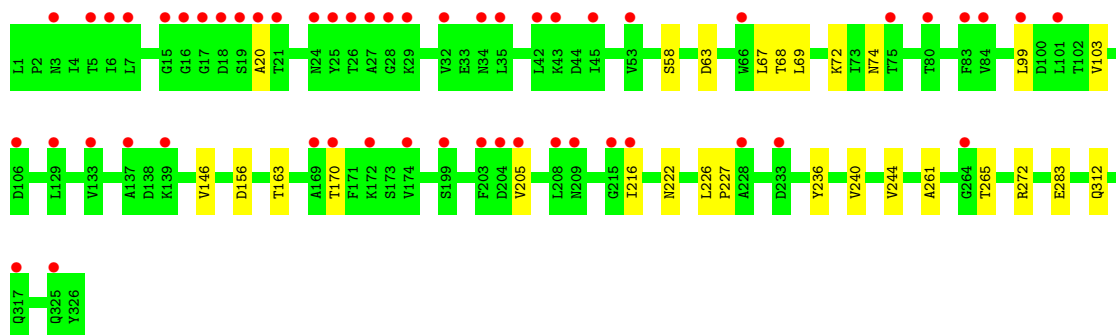 L1 P2 N3 I4 T5 I6 L7 G15 G16 G17 D18 S19 A20 T21 N24 Y25 T26 A27 G28 K29 V32 E33 N34 L35 L42 K43 D44 I45 V53 S58 D63 W66 L67 T68 L69 K72 I73 N74 T75 T80 F83 V84 L99 D100 L101 T102 V103
D106 L129 V133 A137 D138 K139 V146 D156 T163 A169 T170 F171 K172 S173 V174 S199 F203 D204 V205 L208 N209 G215 I216 N222 L226 P227 A228 D233 Y236 V240 V244 A261 G264 T265 R272 E283 Q312
Q317 Q325 Y326